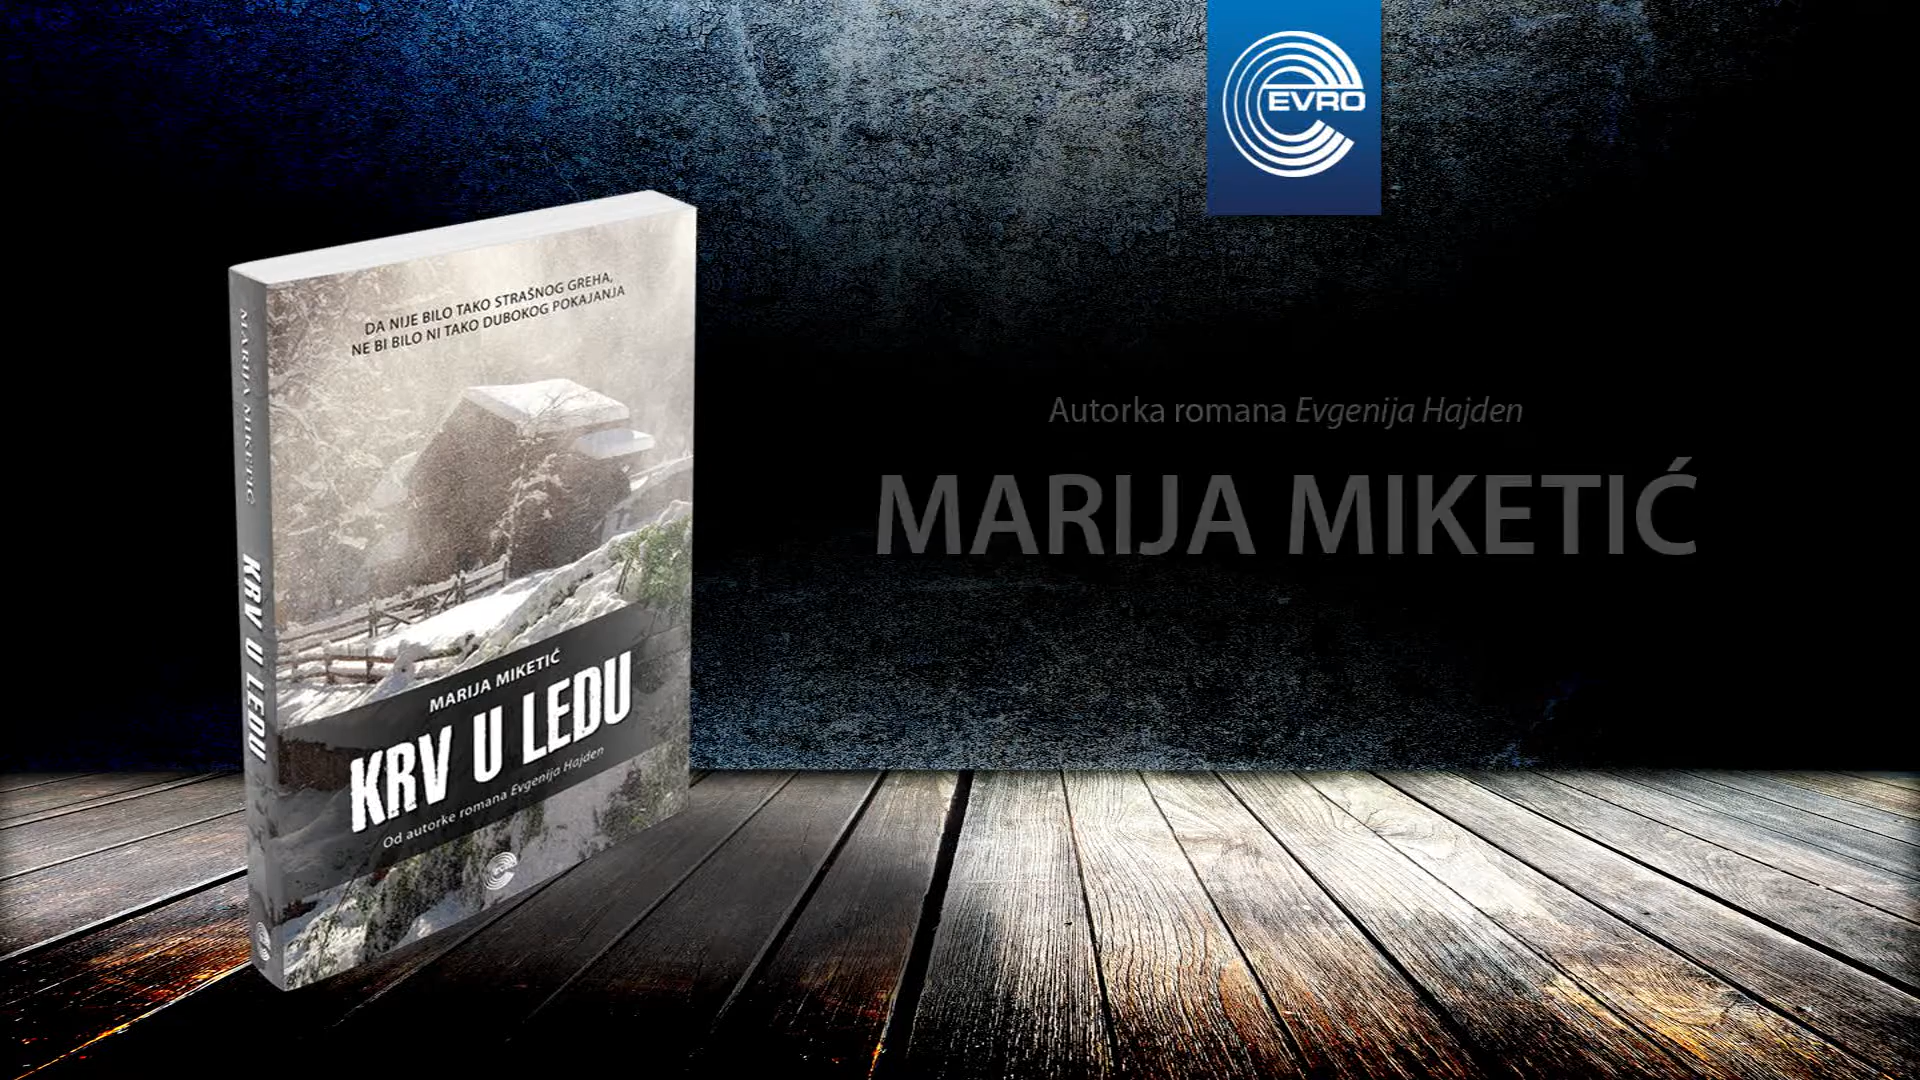 EVRO
DA NIJE BILO TAKO STRAŠNOG GREHA,
NE BI BILO NI TAKO DUBOKOG POKAJANJA
MARIJA MIKETIĆ
KRV U LEDU
Od autorke romana Evgenija Hajden
EVRO
MARIJA MIKETIĆ
KRV U LEDU
Autorka romana Evgenija Hajden
MARIJA MIKETIĆ